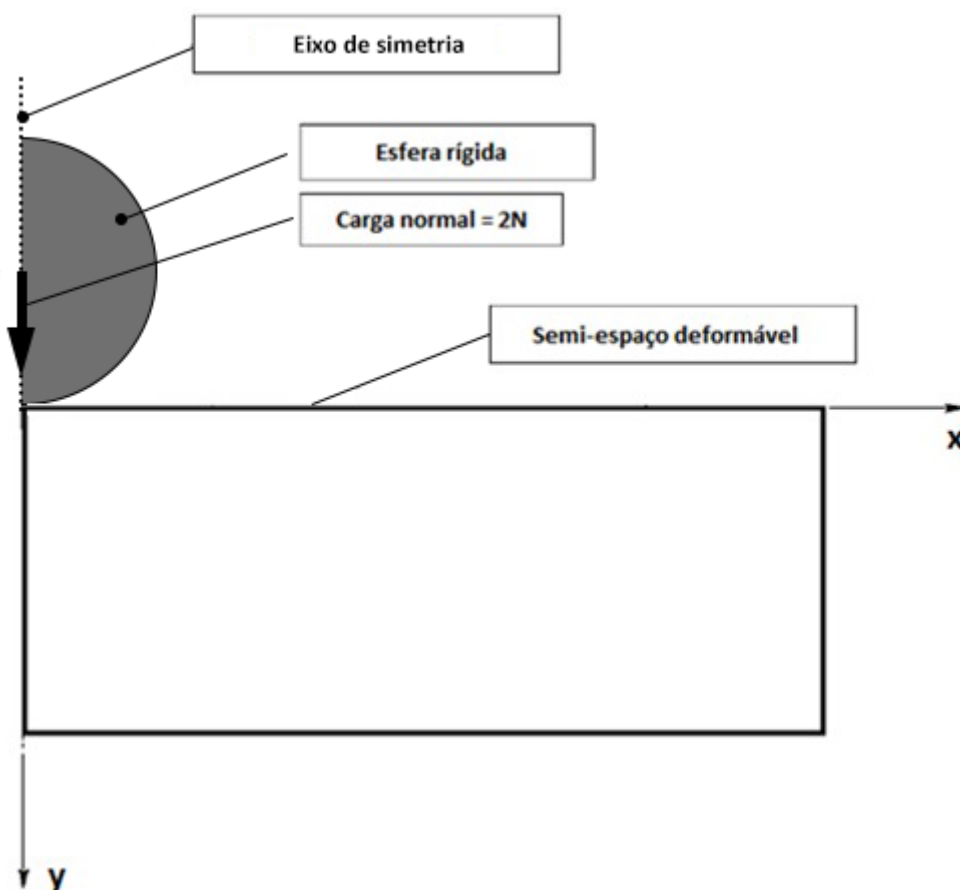 Eixo de simetria
Esfera rígida
Carga normal = 2N
Semi-espaço deformável
x
y